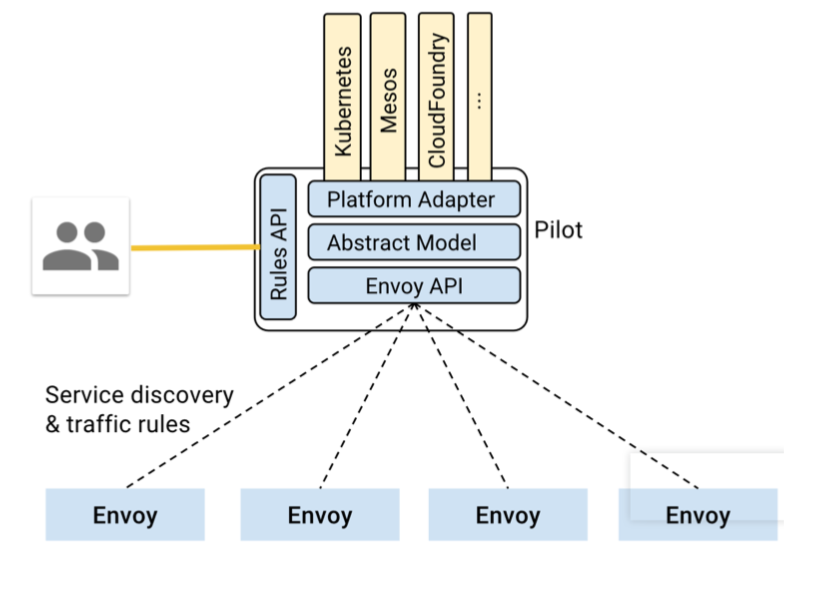 Kubernetes
Mesos
CloudFoundry
...
Rules API
Platform Adapter
Abstract Model
Envoy API
Pilot
Service discovery
& traffic rules
Envoy
Envoy
Envoy
Envoy